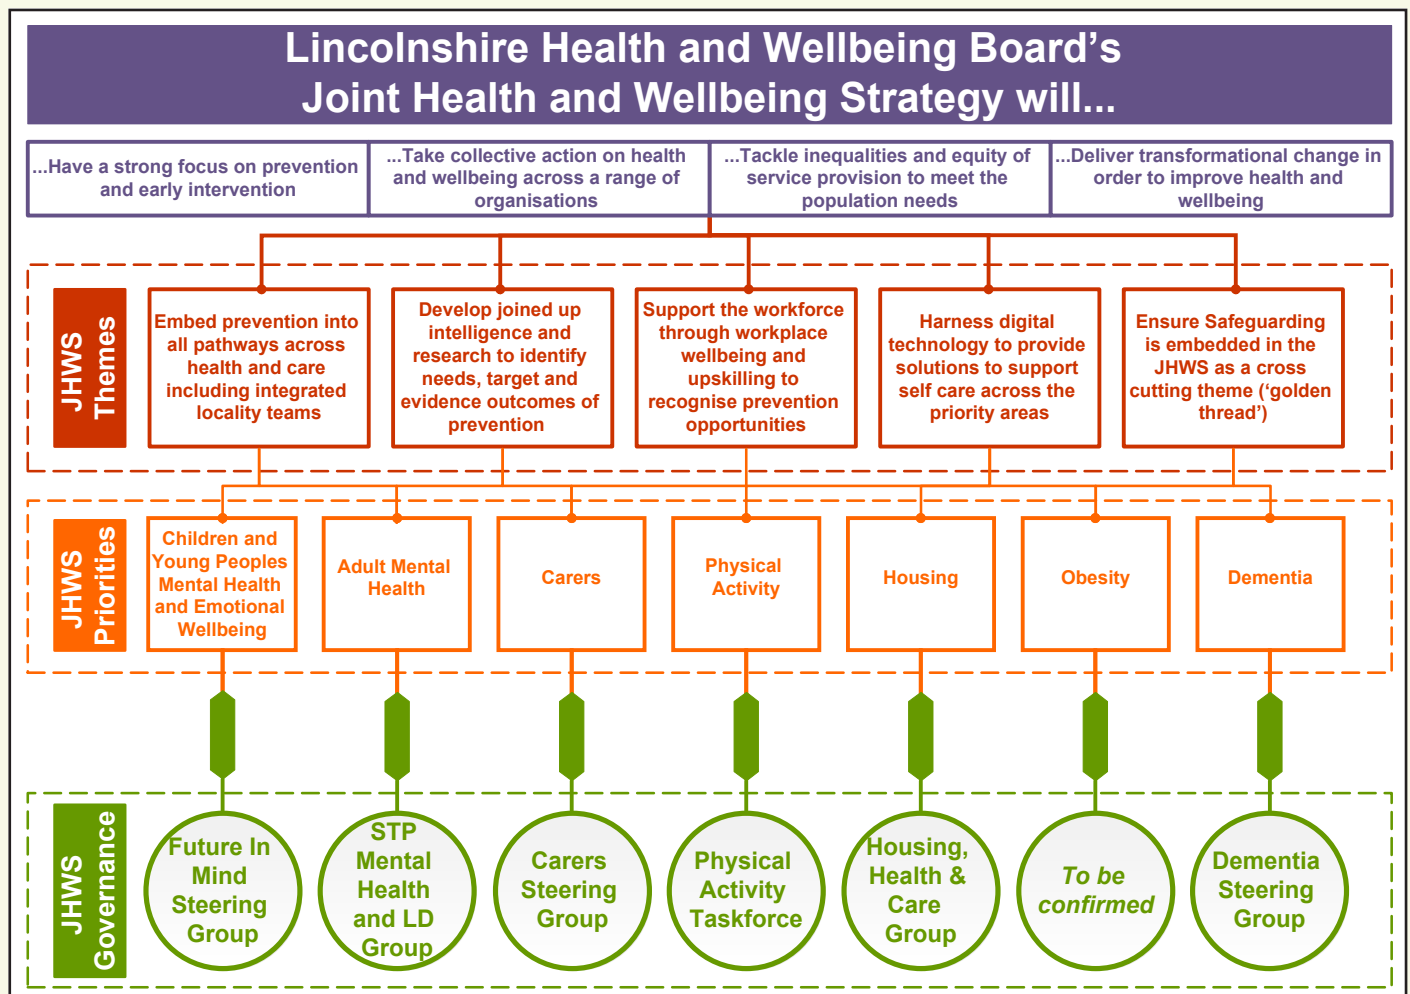 Lincolnshire Health and Wellbeing Board’s
Joint Health and Wellbeing Strategy will...
...Have a strong focus on prevention
and early intervention
...Take collective action on health
and wellbeing across a range of
organisations
...Tackle inequalities and equity of
service provision to meet the
population needs
...Deliver transformational change in
order to improve health and
wellbeing
JHWS
Themes
Embed prevention into
all pathways across
health and care
including integrated
locality teams
Develop joined up
intelligence and
research to identify
needs, target and
evidence outcomes of
prevention
Support the workforce
through workplace
wellbeing and
upskilling to
recognise prevention
opportunities
Harness digital
technology to provide
solutions to support
self care across the
priority areas
Ensure Safeguarding
is embedded in the
JHWS as a cross
cutting theme (‘golden
thread’)
JHWS
Priorities
Children and
Young Peoples
Mental Health
and Emotional
Wellbeing
Adult Mental
Health
Carers
Physical
Activity
Housing
Obesity
Dementia
JHWS
Governance
Future In
Mind
Steering
Group
STP
Mental
Health
and LD
Group
Carers
Steering
Group
Physical
Activity
Taskforce
Housing,
Health &
Care
Group
To be
confirmed
Dementia
Steering
Group